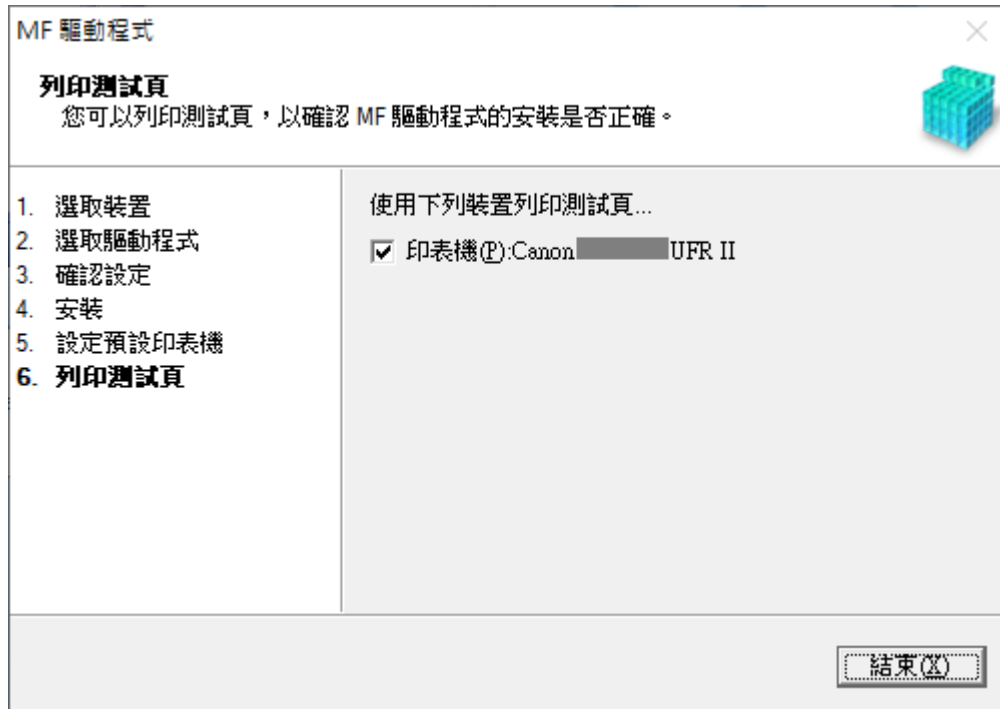 MF 驅動程式
列印測試頁
您可以列印測試頁，以確認 MF 驅動程式的安裝是否正確。
1. 選取裝置
2. 選取驅動程式
3. 確認設定
4. 安裝
5. 設定預設印表機
6. 列印測試頁
使用下列裝置列印測試頁...
印表機(P):Canon UFR II
結束(X)